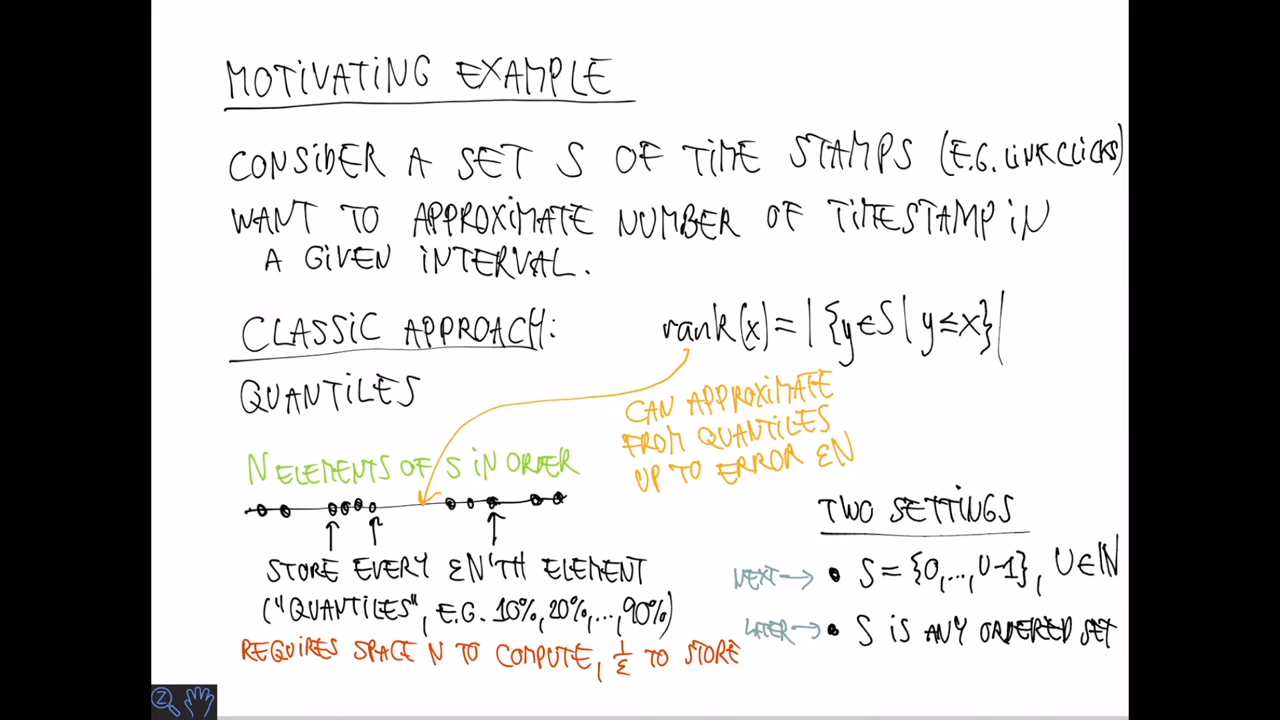 MOTIVATING EXAMPLE
CONSIDER A SET S OF TIME STAMPS (E.G. LINK CLICKS)
WANT TO APPROXIMATE NUMBER OF TIMESTAMP IN
A GIVEN INTERVAL.
CLASSIC APPROACH:
rank(x) = |{y∈S | y≤x}|
QUANTILES
CAN APPROXIMATE
FROM QUANTILES
UP TO ERROR εN
N ELEMENTS OF S IN ORDER
STORE EVERY εN'TH ELEMENT
("QUANTILES", E.G. 10%, 20%, ..., 90%)
REQUIRES SPACE N TO COMPUTE, 1/ε TO STORE
TWO SETTINGS
NEXT → • S = {0,...,U-1}, U∈ℕ
LATER → • S IS ANY ORDERED SET